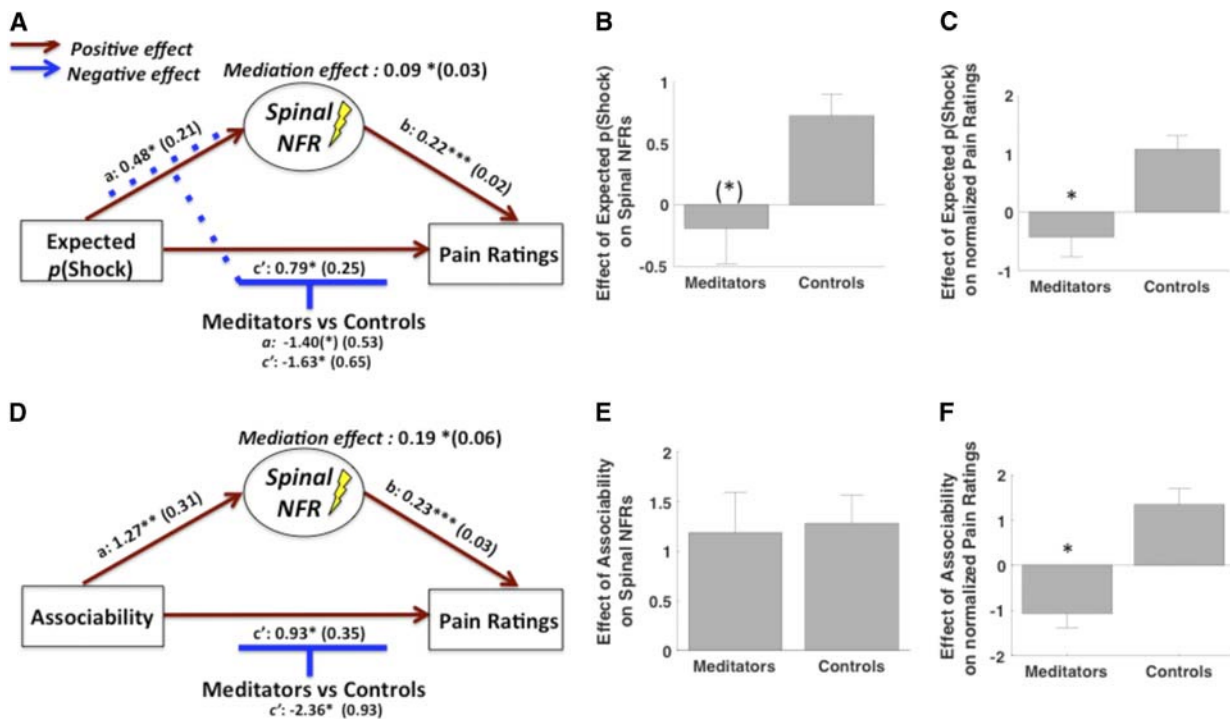 A
Positive effect
Negative effect
Mediation effect : 0.09 *(0.03)
Spinal
NFR
a: 0.48* (0.21)
b: 0.22*** (0.02)
Expected
p(Shock)
Pain Ratings
c': 0.79* (0.25)
Meditators vs Controls
a: -1.40(*) (0.53)
c': -1.63* (0.65)
B
Effect of Expected p(Shock)
on Spinal NFRs
1
0.5
0
-0.5
(*)
Meditators
Controls
C
Effect of Expected p(Shock)
on normalized Pain Ratings
2
1
0
-1
*
Meditators
Controls
D
Mediation effect : 0.19 *(0.06)
Spinal
NFR
a: 1.27** (0.31)
b: 0.23*** (0.03)
Associability
Pain Ratings
c': 0.93* (0.35)
Meditators vs Controls
c': -2.36* (0.93)
E
Effect of Associability
on Spinal NFRs
2
1.5
1
0.5
0
Meditators
Controls
F
Effect of Associability
on normalized Pain Ratings
2
1
0
-1
-2
*
Meditators
Controls